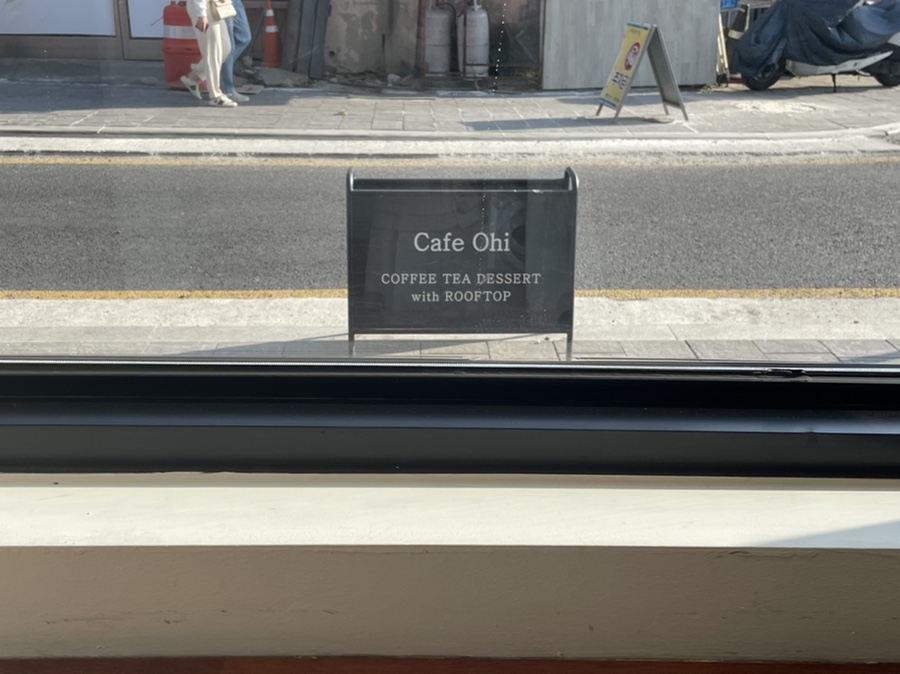 Cafe Ohi
COFFEE TEA DESSERT
with ROOFTOP